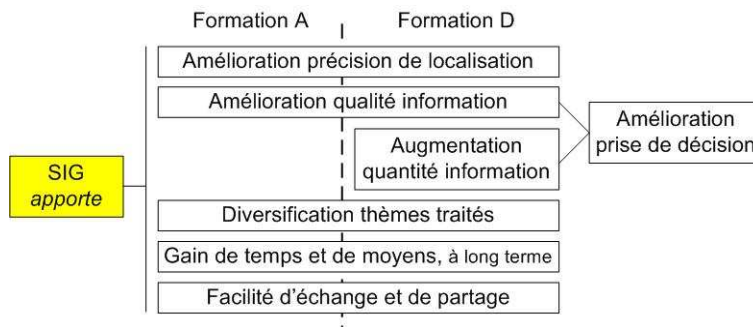 Formation A
Formation D
Amélioration précision de localisation
Amélioration qualité information
Augmentation
quantité information
Amélioration
prise de décision
SIG
apporte
Diversification thèmes traités
Gain de temps et de moyens, à long terme
Facilité d'échange et de partage